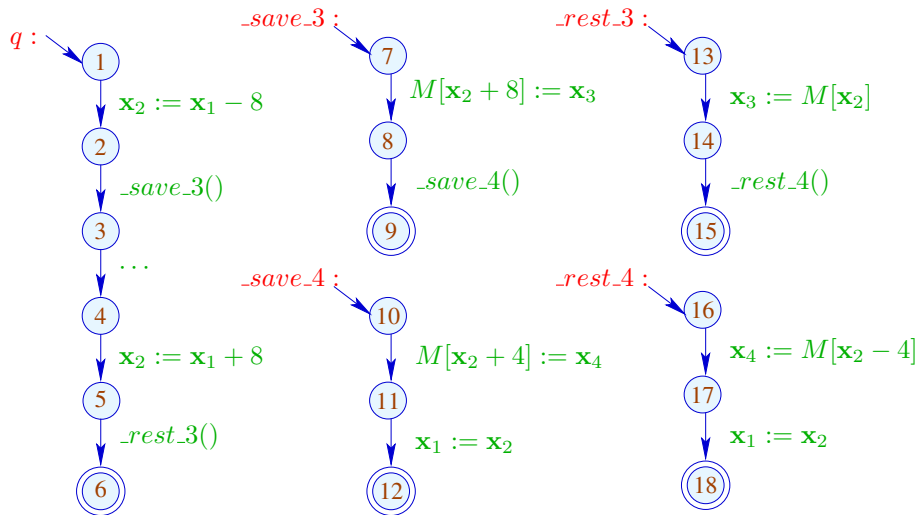 q :
1
x₂ := x₁ − 8
2
_save_3()
3
...
4
x₂ := x₁ + 8
5
_rest_3()
6
_save_3 :
7
M[x₂ + 8] := x₃
8
_save_4()
9
_save_4 :
10
M[x₂ + 4] := x₄
11
x₁ := x₂
12
_rest_3 :
13
x₃ := M[x₂]
14
_rest_4()
15
_rest_4 :
16
x₄ := M[x₂ − 4]
17
x₁ := x₂
18